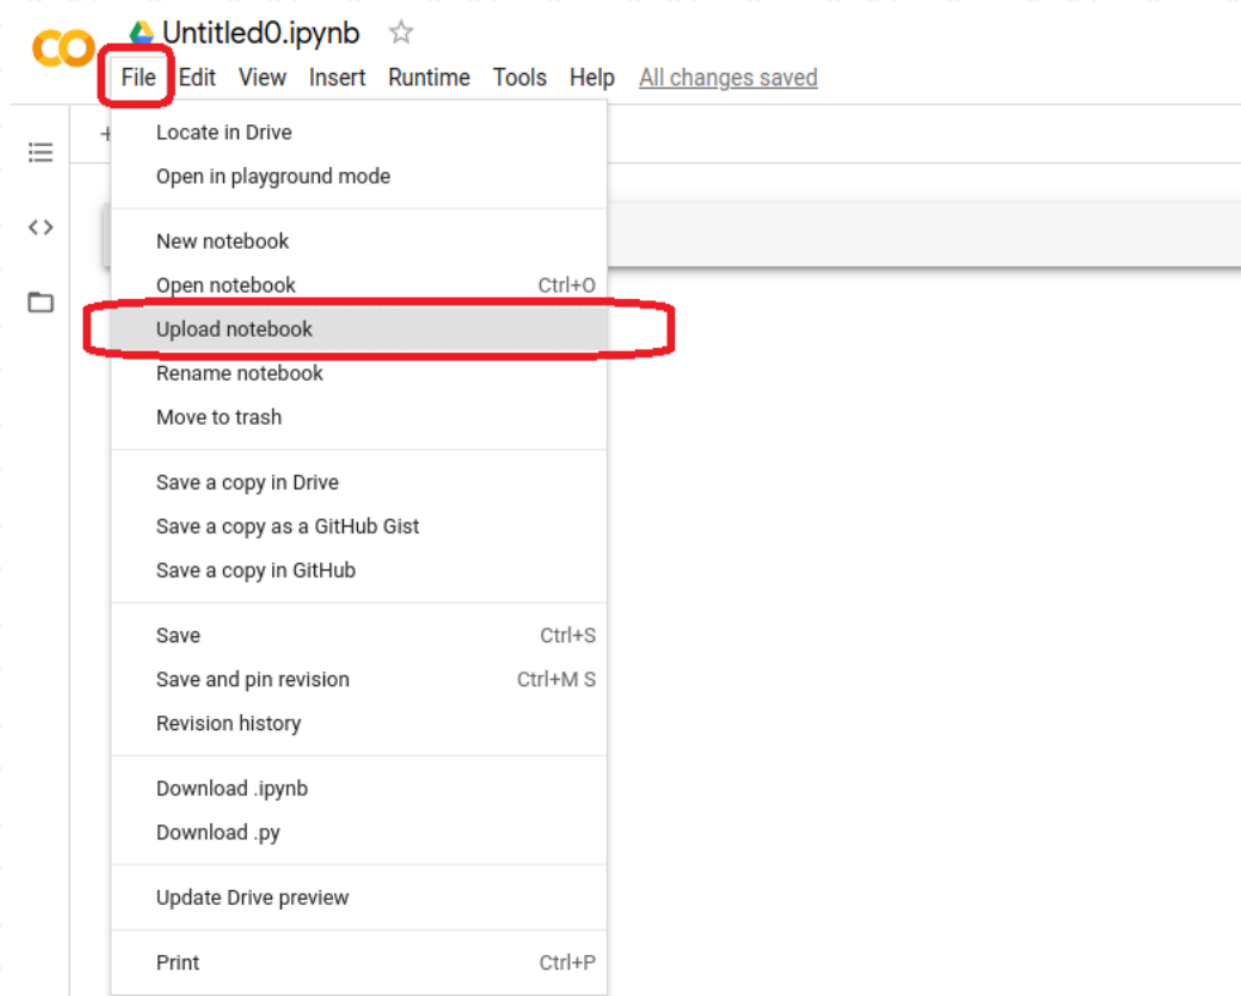 Untitled0.ipynb
File Edit View Insert Runtime Tools Help All changes saved
Locate in Drive
Open in playground mode
New notebook
Open notebook Ctrl+O
Upload notebook
Rename notebook
Move to trash
Save a copy in Drive
Save a copy as a GitHub Gist
Save a copy in GitHub
Save Ctrl+S
Save and pin revision Ctrl+M S
Revision history
Download .ipynb
Download .py
Update Drive preview
Print Ctrl+P